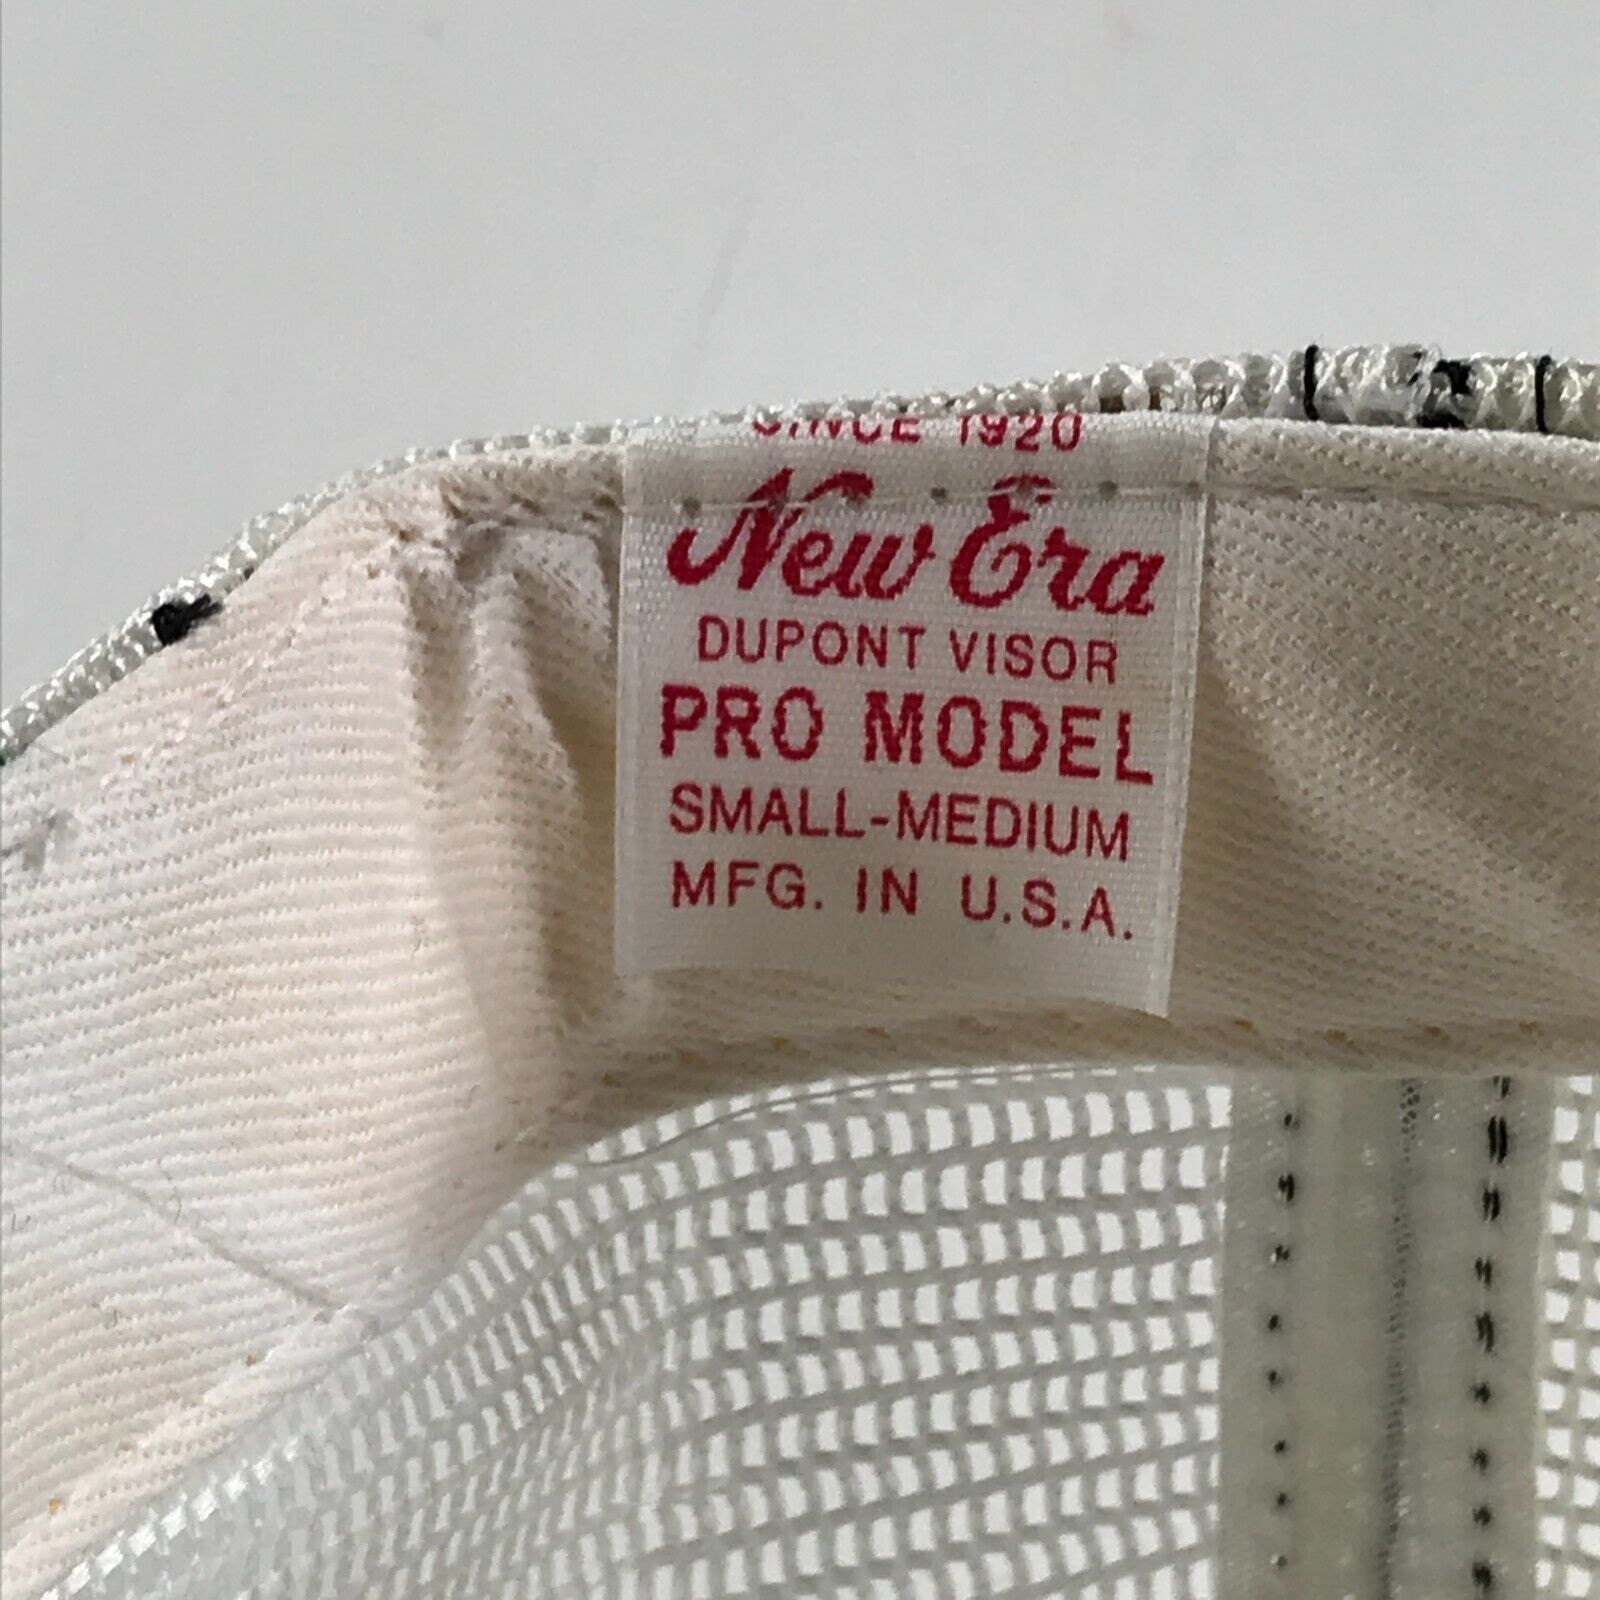 SINCE 1920
New Era
DUPONT VISOR
PRO MODEL
SMALL-MEDIUM
MFG. IN U.S.A.